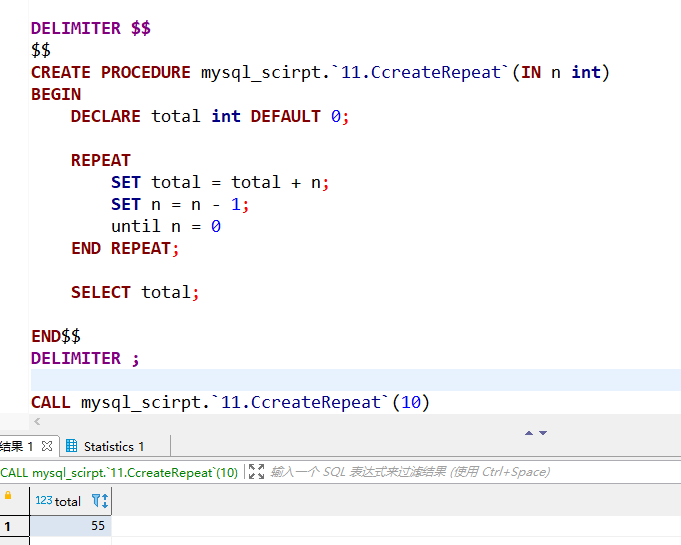 DELIMITER $$
$$
CREATE PROCEDURE mysql_scirpt.`11.CcreateRepeat`(IN n int)
BEGIN
    DECLARE total int DEFAULT 0;
    REPEAT
        SET total = total + n;
        SET n = n - 1;
        until n = 0
    END REPEAT;
    SELECT total;
END$$
DELIMITER ;
CALL mysql_scirpt.`11.CcreateRepeat`(10)
结果 1 Statistics 1
CALL mysql_scirpt.`11.CcreateRepeat`(10) 输入一个 SQL 表达式来过滤结果 (使用 Ctrl+Space)
123 total
1 55